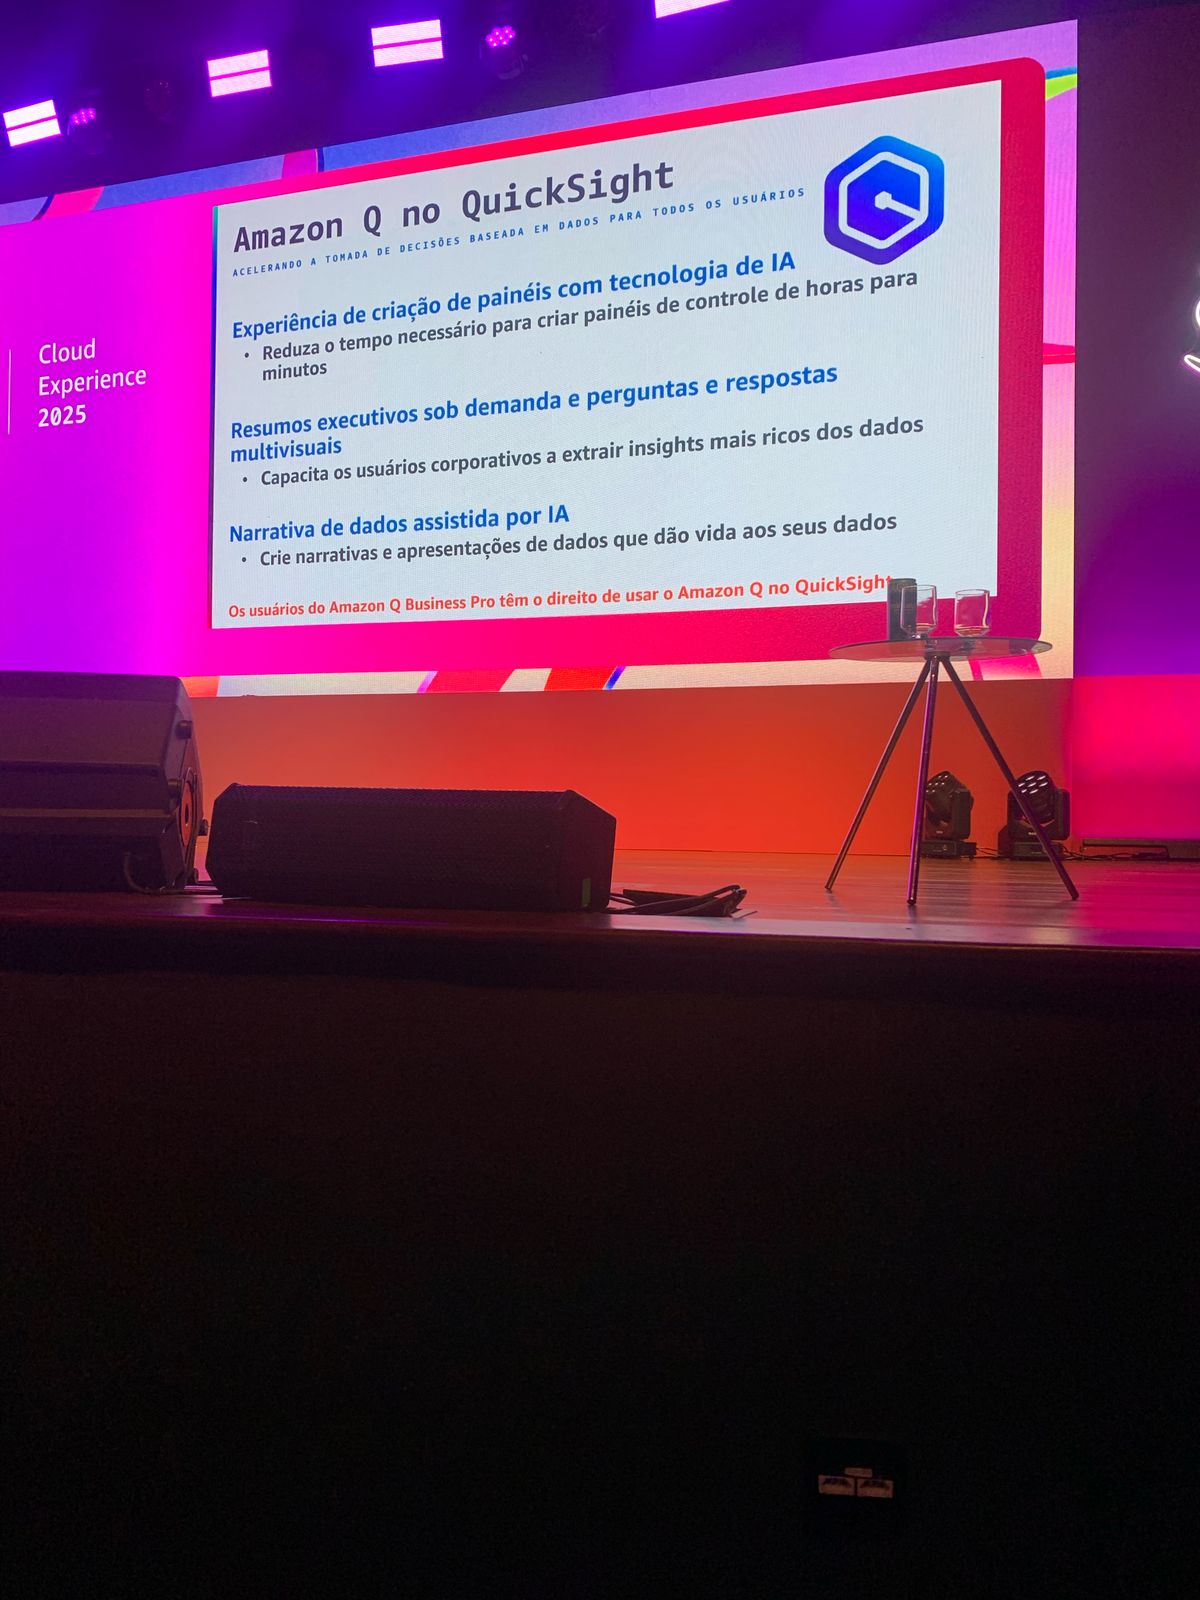 Cloud
Experience
2025
Amazon Q no QuickSight
ACELERANDO A TOMADA DE DECISÕES BASEADA EM DADOS PARA TODOS OS USUÁRIOS
Experiência de criação de painéis com tecnologia de IA
• Reduza o tempo necessário para criar painéis de controle de horas para
minutos
Resumos executivos sob demanda e perguntas e respostas
multivisuais
• Capacita os usuários corporativos a extrair insights mais ricos dos dados
Narrativa de dados assistida por IA
• Crie narrativas e apresentações de dados que dão vida aos seus dados
Os usuários do Amazon Q Business Pro têm o direito de usar o Amazon Q no QuickSight